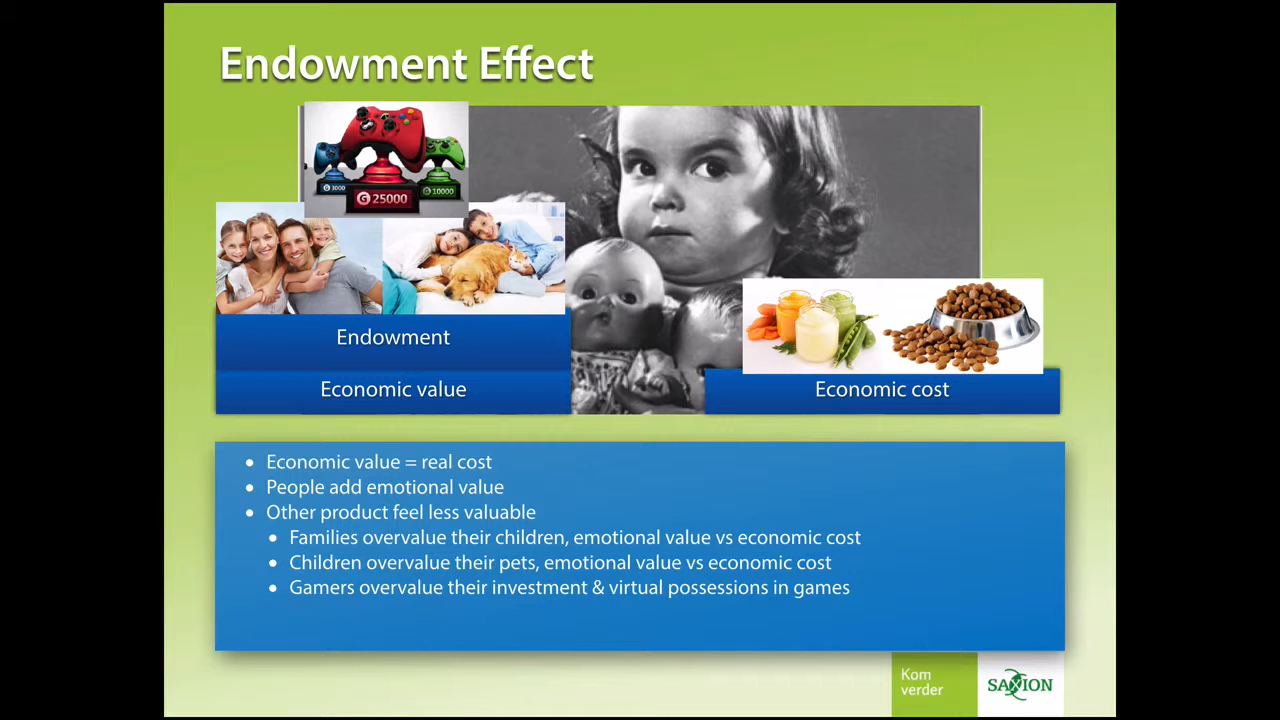 Endowment Effect
G 3000
G 25000
G 10000
Endowment
Economic value
Economic cost
• Economic value = real cost
• People add emotional value
• Other product feel less valuable
• Families overvalue their children, emotional value vs economic cost
• Children overvalue their pets, emotional value vs economic cost
• Gamers overvalue their investment & virtual possessions in games
Kom
verder
SAXION